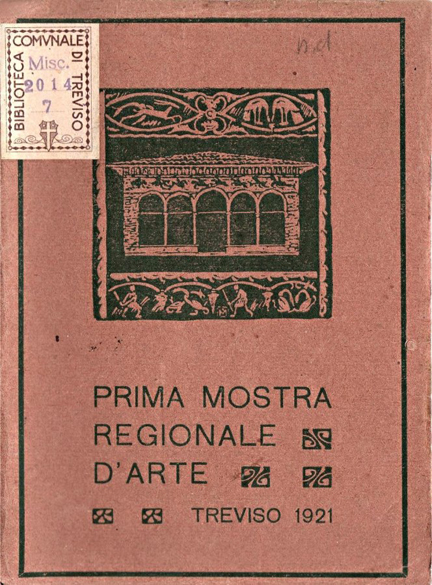 BIBLIOTECA
COMVNALE
DI TREVISO
Misc.
2014
7
n.d
PRIMA MOSTRA
REGIONALE
D'ARTE
TREVISO 1921